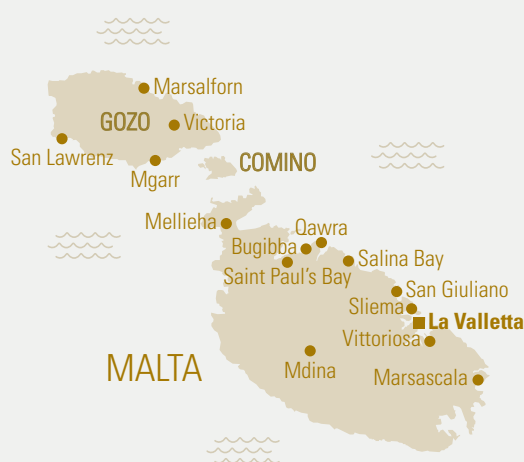 Marsalforn
GOZO
Victoria
San Lawrenz
COMINO
Mgarr
Mellieha
Qawra
Bugibba
Salina Bay
Saint Paul's Bay
San Giuliano
Sliema
La Valletta
Vittoriosa
MALTA
Mdina
Marsascala